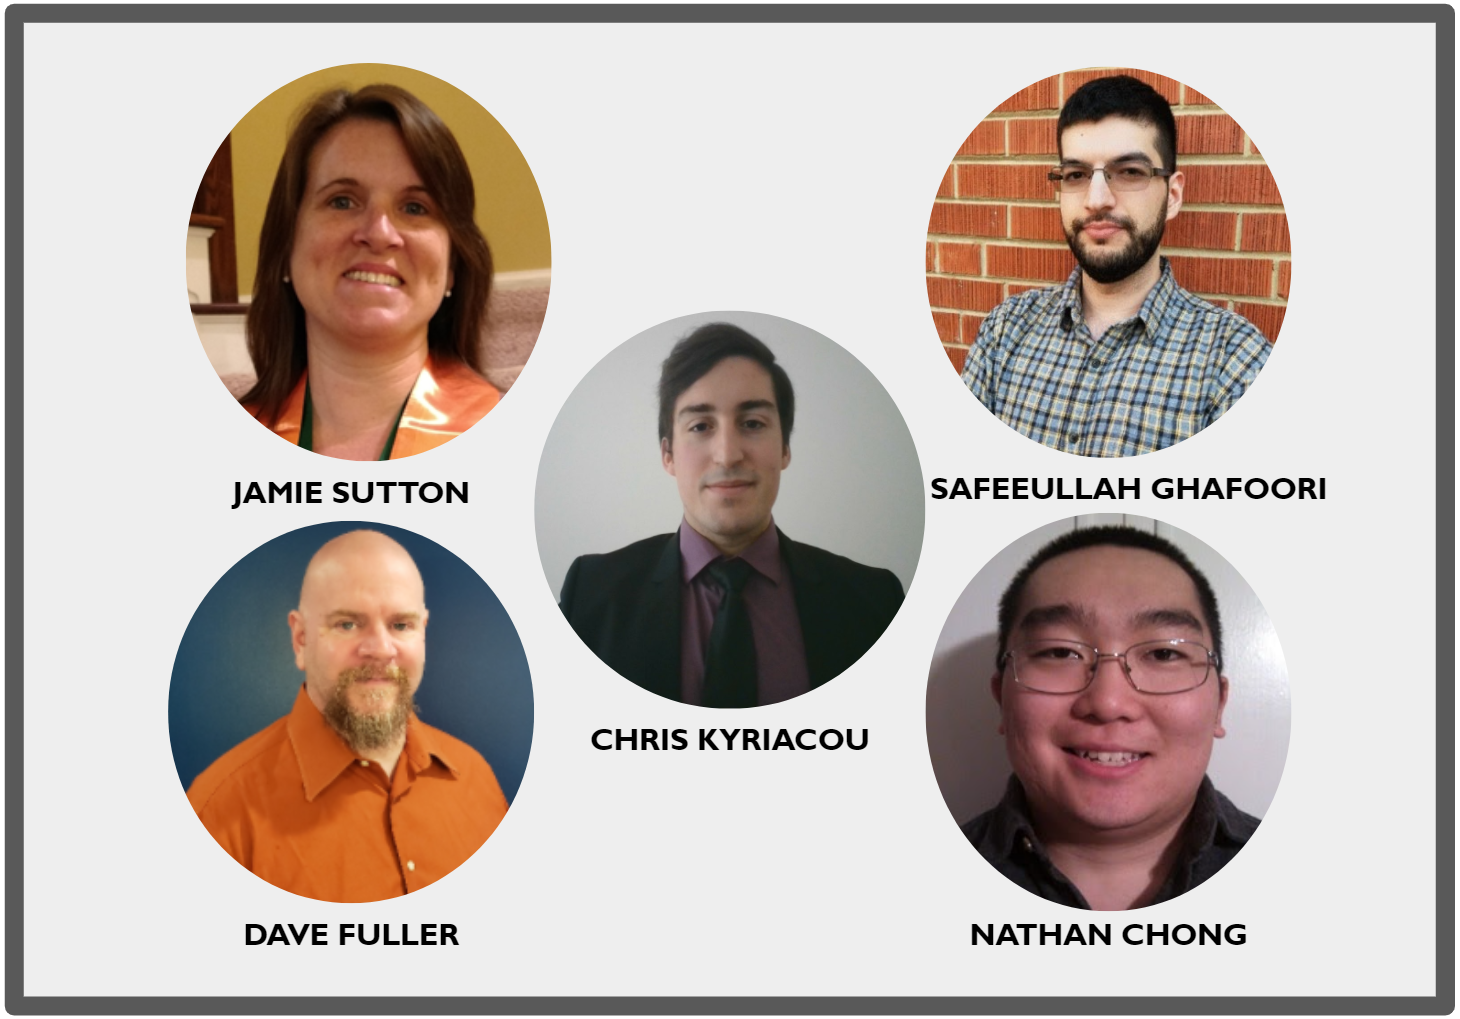 JAMIE SUTTON
SAFEEULLAH GHAFOORI
CHRIS KYRIACOU
DAVE FULLER
NATHAN CHONG